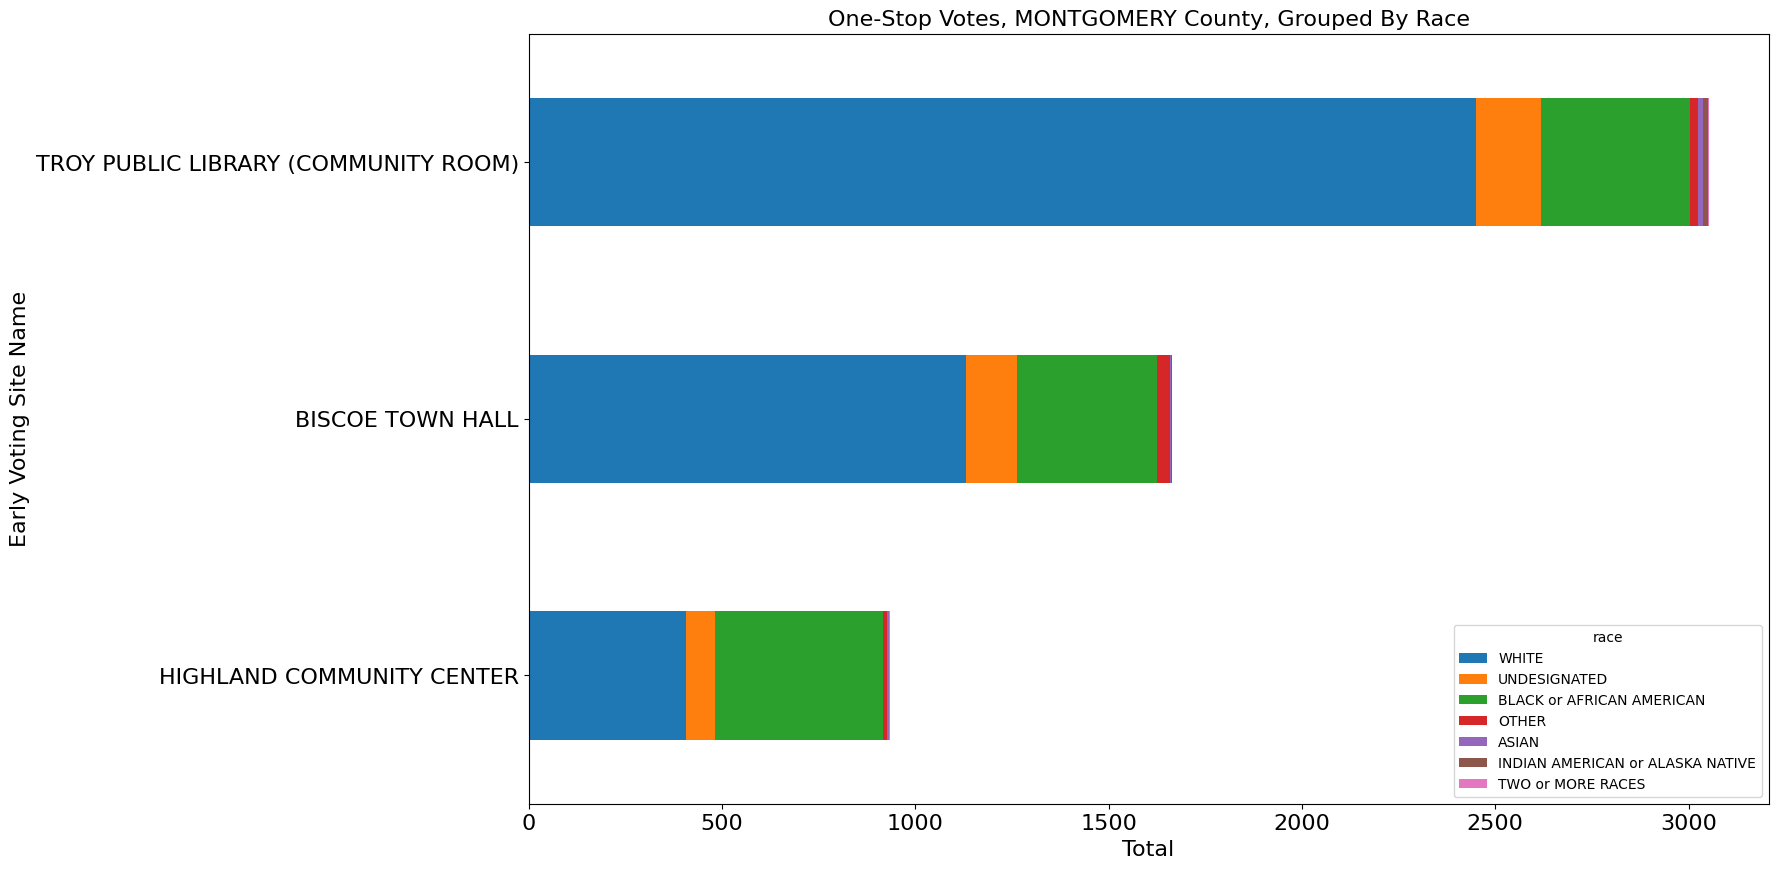 One-Stop Votes, MONTGOMERY County, Grouped By Race
Early Voting Site Name
TROY PUBLIC LIBRARY (COMMUNITY ROOM)
BISCOE TOWN HALL
HIGHLAND COMMUNITY CENTER
race
WHITE
UNDESIGNATED
BLACK or AFRICAN AMERICAN
OTHER
ASIAN
INDIAN AMERICAN or ALASKA NATIVE
TWO or MORE RACES
0 500 1000 1500 2000 2500 3000
Total